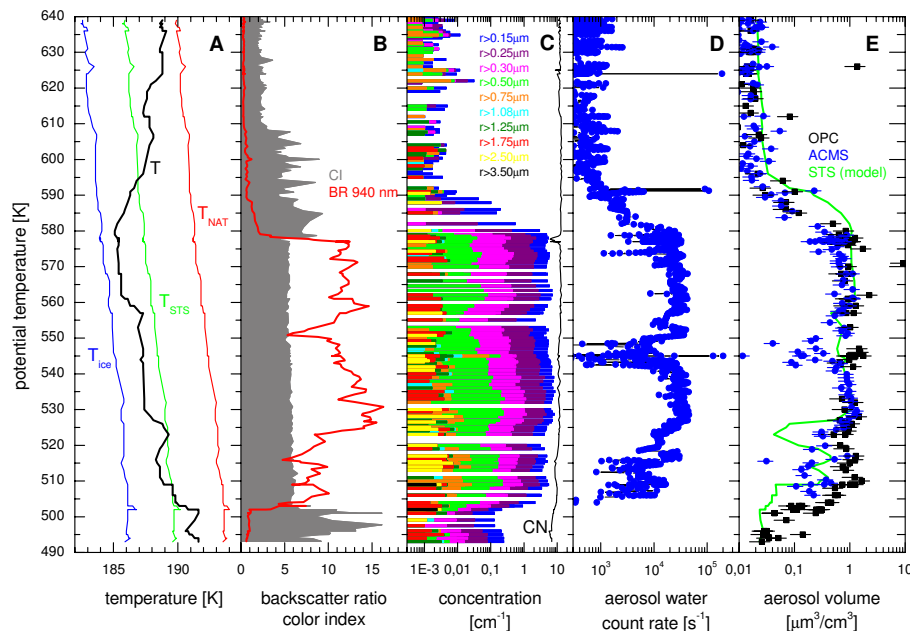 A
B
C
D
E
640
630
620
610
600
590
580
570
560
550
540
530
520
510
500
490
potential temperature [K]
T
T_NAT
T_STS
T_ice
CI
BR 940 nm
r>0.15µm
r>0.25µm
r>0.30µm
r>0.50µm
r>0.75µm
r>1.08µm
r>1.25µm
r>1.75µm
r>2.50µm
r>3.50µm
CN
OPC
ACMS
STS (model)
185 190
0 5 10 15
1E-3 0,01 0,1 1 10
10³ 10⁴ 10⁵
0,01 0,1 1 10
temperature [K]
backscatter ratio
color index
concentration
[cm⁻¹]
aerosol water
count rate [s⁻¹]
aerosol volume
[µm³/cm³]